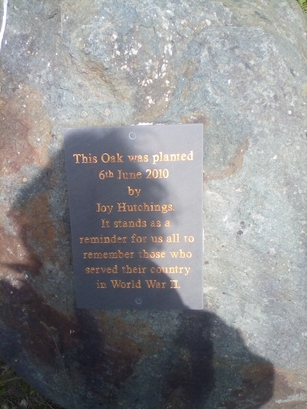 This Oak was planted
6th June 2010
by
Joy Hutchings.
It stands as a
reminder for us all to
remember those who
served their country
in World War II.